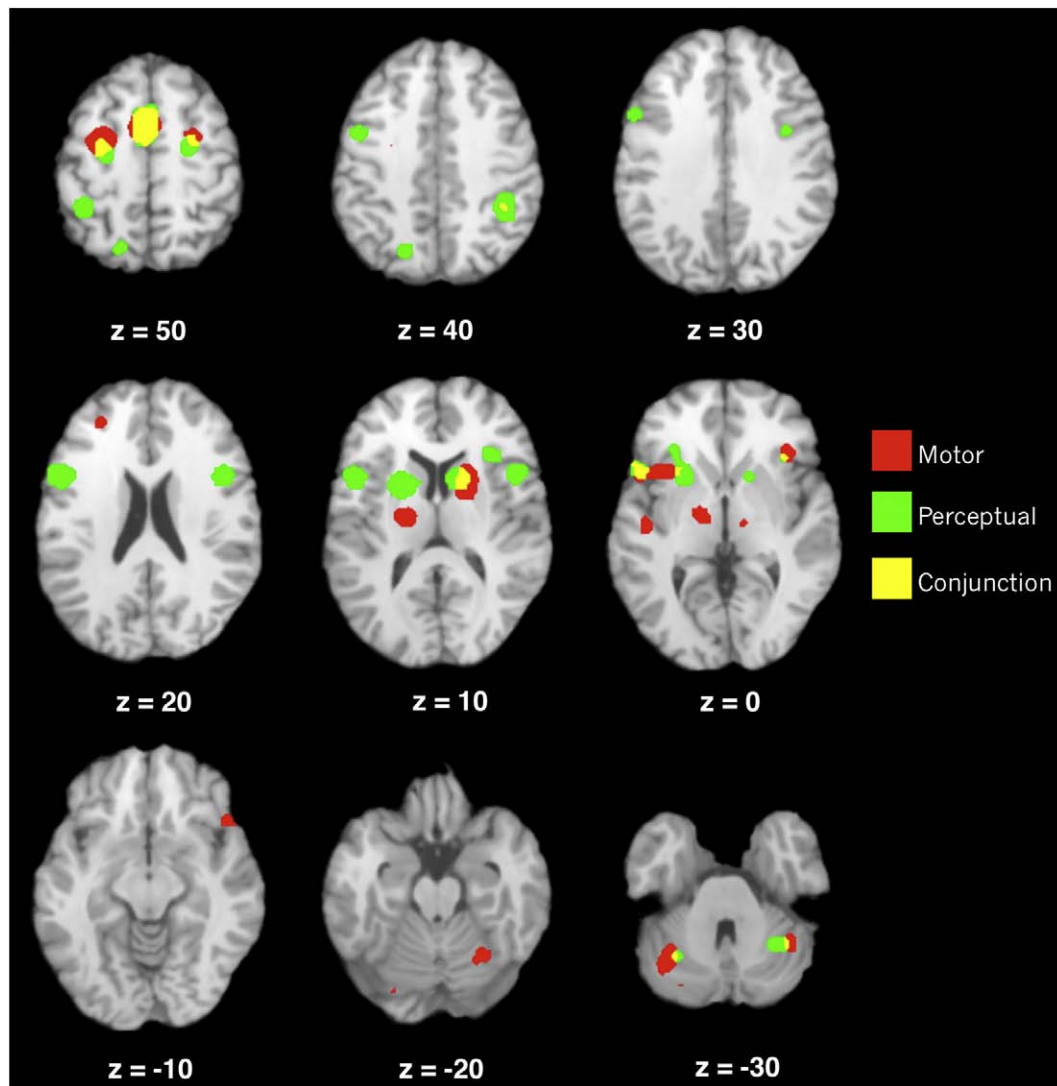 z = 50
z = 40
z = 30
z = 20
z = 10
z = 0
Motor
Perceptual
Conjunction
z = -10
z = -20
z = -30